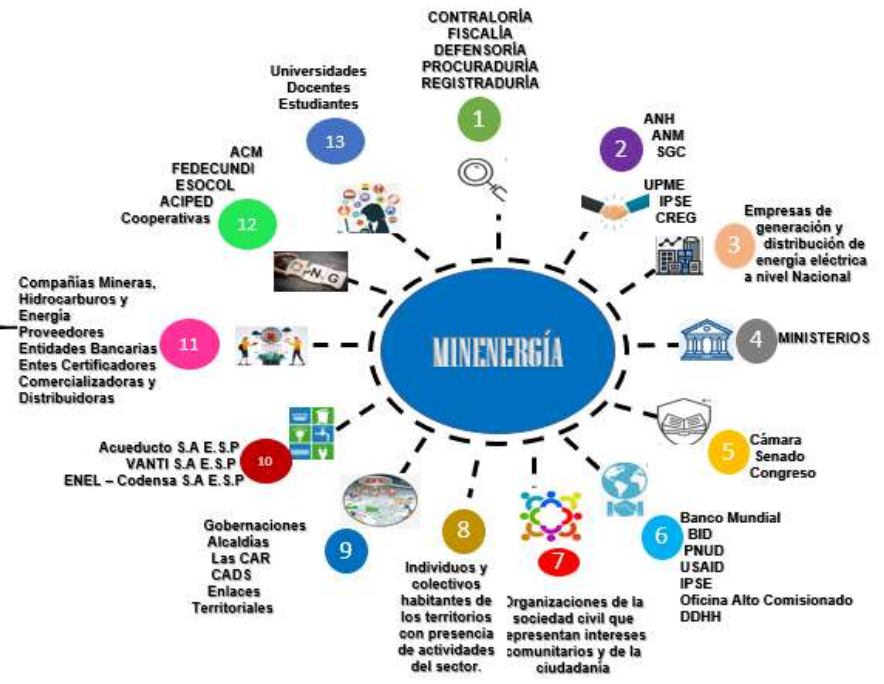 CONTRALORÍA
FISCALÍA
DEFENSORÍA
PROCURADURÍA
REGISTRADURÍA
1
ANH
ANM
SGC
UPME
IPSE
CREG
2
Empresas de
generación y
distribución de
energía eléctrica
a nivel Nacional
3
4
MINISTERIOS
5
Cámara
Senado
Congreso
6
Banco Mundial
BID
PNUD
USAID
IPSE
Oficina Alto Comisionado
DDHH
7
Organizaciones de la
sociedad civil que
epresentan intereses
comunitarios y de la
ciudadanía
8
Individuos y
colectivos
habitantes de
los territorios
con presencia
de actividades
del sector.
9
Gobernaciones
Alcaldías
Las CAR
CADS
Enlaces
Territoriales
10
Acueducto S.A E.S.P
VANTI S.A E.S.P
ENEL – Codensa S.A E.S.P
11
Compañías Mineras,
Hidrocarburos y
Energía
Proveedores
Entidades Bancarias
Entes Certificadores
Comercializadoras y
Distribuidoras
12
ACM
FEDECUNDI
ESOCOL
ACIPED
Cooperativas
13
Universidades
Docentes
Estudiantes
MINENERGÍA